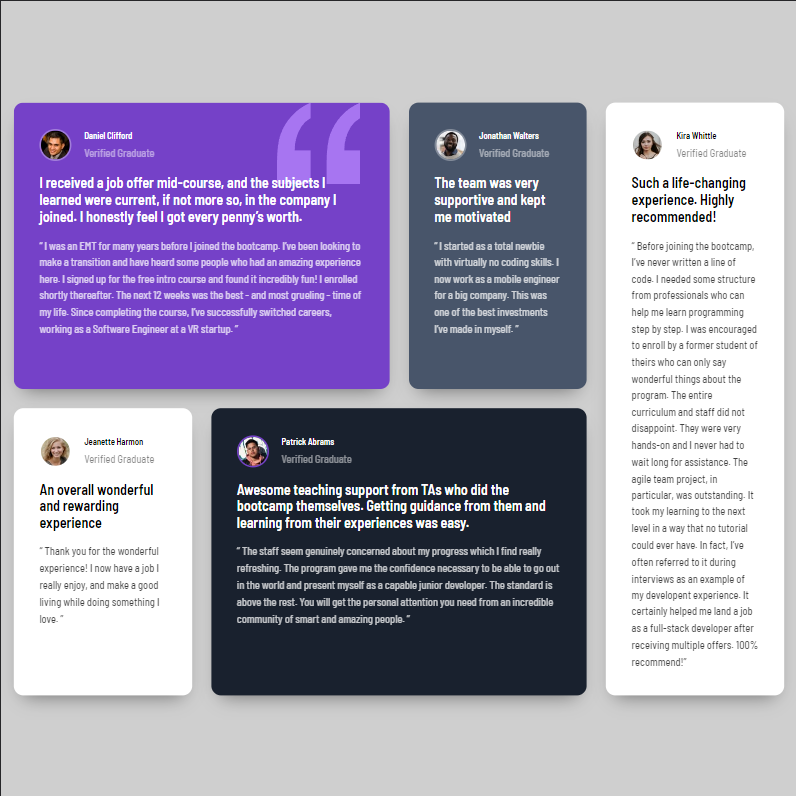 Daniel Clifford
Verified Graduate
I received a job offer mid-course, and the subjects I
learned were current, if not more so, in the company I
joined. I honestly feel I got every penny’s worth.
“ I was an EMT for many years before I joined the bootcamp. I’ve been looking to
make a transition and have heard some people who had an amazing experience
here. I signed up for the free intro course and found it incredibly fun! I enrolled
shortly thereafter. The next 12 weeks was the best - and most grueling - time of
my life. Since completing the course, I’ve successfully switched careers,
working as a Software Engineer at a VR startup. ”
Jonathan Walters
Verified Graduate
The team was very
supportive and kept
me motivated
“ I started as a total newbie
with virtually no coding skills. I
now work as a mobile engineer
for a big company. This was
one of the best investments
I’ve made in myself. ”
Kira Whittle
Verified Graduate
Such a life-changing
experience. Highly
recommended!
“ Before joining the bootcamp,
I’ve never written a line of
code. I needed some structure
from professionals who can
help me learn programming
step by step. I was encouraged
to enroll by a former student of
theirs who can only say
wonderful things about the
program. The entire
curriculum and staff did not
disappoint. They were very
hands-on and I never had to
wait long for assistance. The
agile team project, in
particular, was outstanding. It
took my learning to the next
level in a way that no tutorial
could ever have. In fact, I’ve
often referred to it during
interviews as an example of
my developent experience. It
certainly helped me land a job
as a full-stack developer after
receiving multiple offers. 100%
recommend!”
Jeanette Harmon
Verified Graduate
An overall wonderful
and rewarding
experience
“ Thank you for the wonderful
experience! I now have a job I
really enjoy, and make a good
living while doing something I
love. ”
Patrick Abrams
Verified Graduate
Awesome teaching support from TAs who did the
bootcamp themselves. Getting guidance from them and
learning from their experiences was easy.
“ The staff seem genuinely concerned about my progress which I find really
refreshing. The program gave me the confidence necessary to be able to go out
in the world and present myself as a capable junior developer. The standard is
above the rest. You will get the personal attention you need from an incredible
community of smart and amazing people. ”